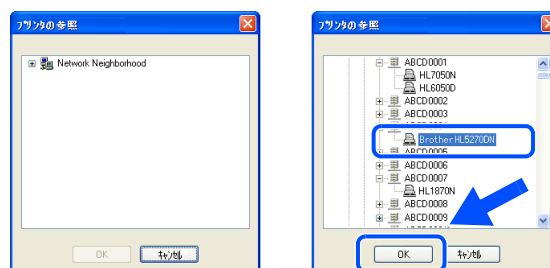 プリンタの参照
Network Neighborhood
OK
キャンセル
プリンタの参照
ABCD0001
HL7050N
HL6050D
ABCD0002
ABCD0003
BrotherHL5270DN
ABCD0005
ABCD0006
ABCD0007
HL1870N
ABCD0008
ABCD0009
OK
キャンセル